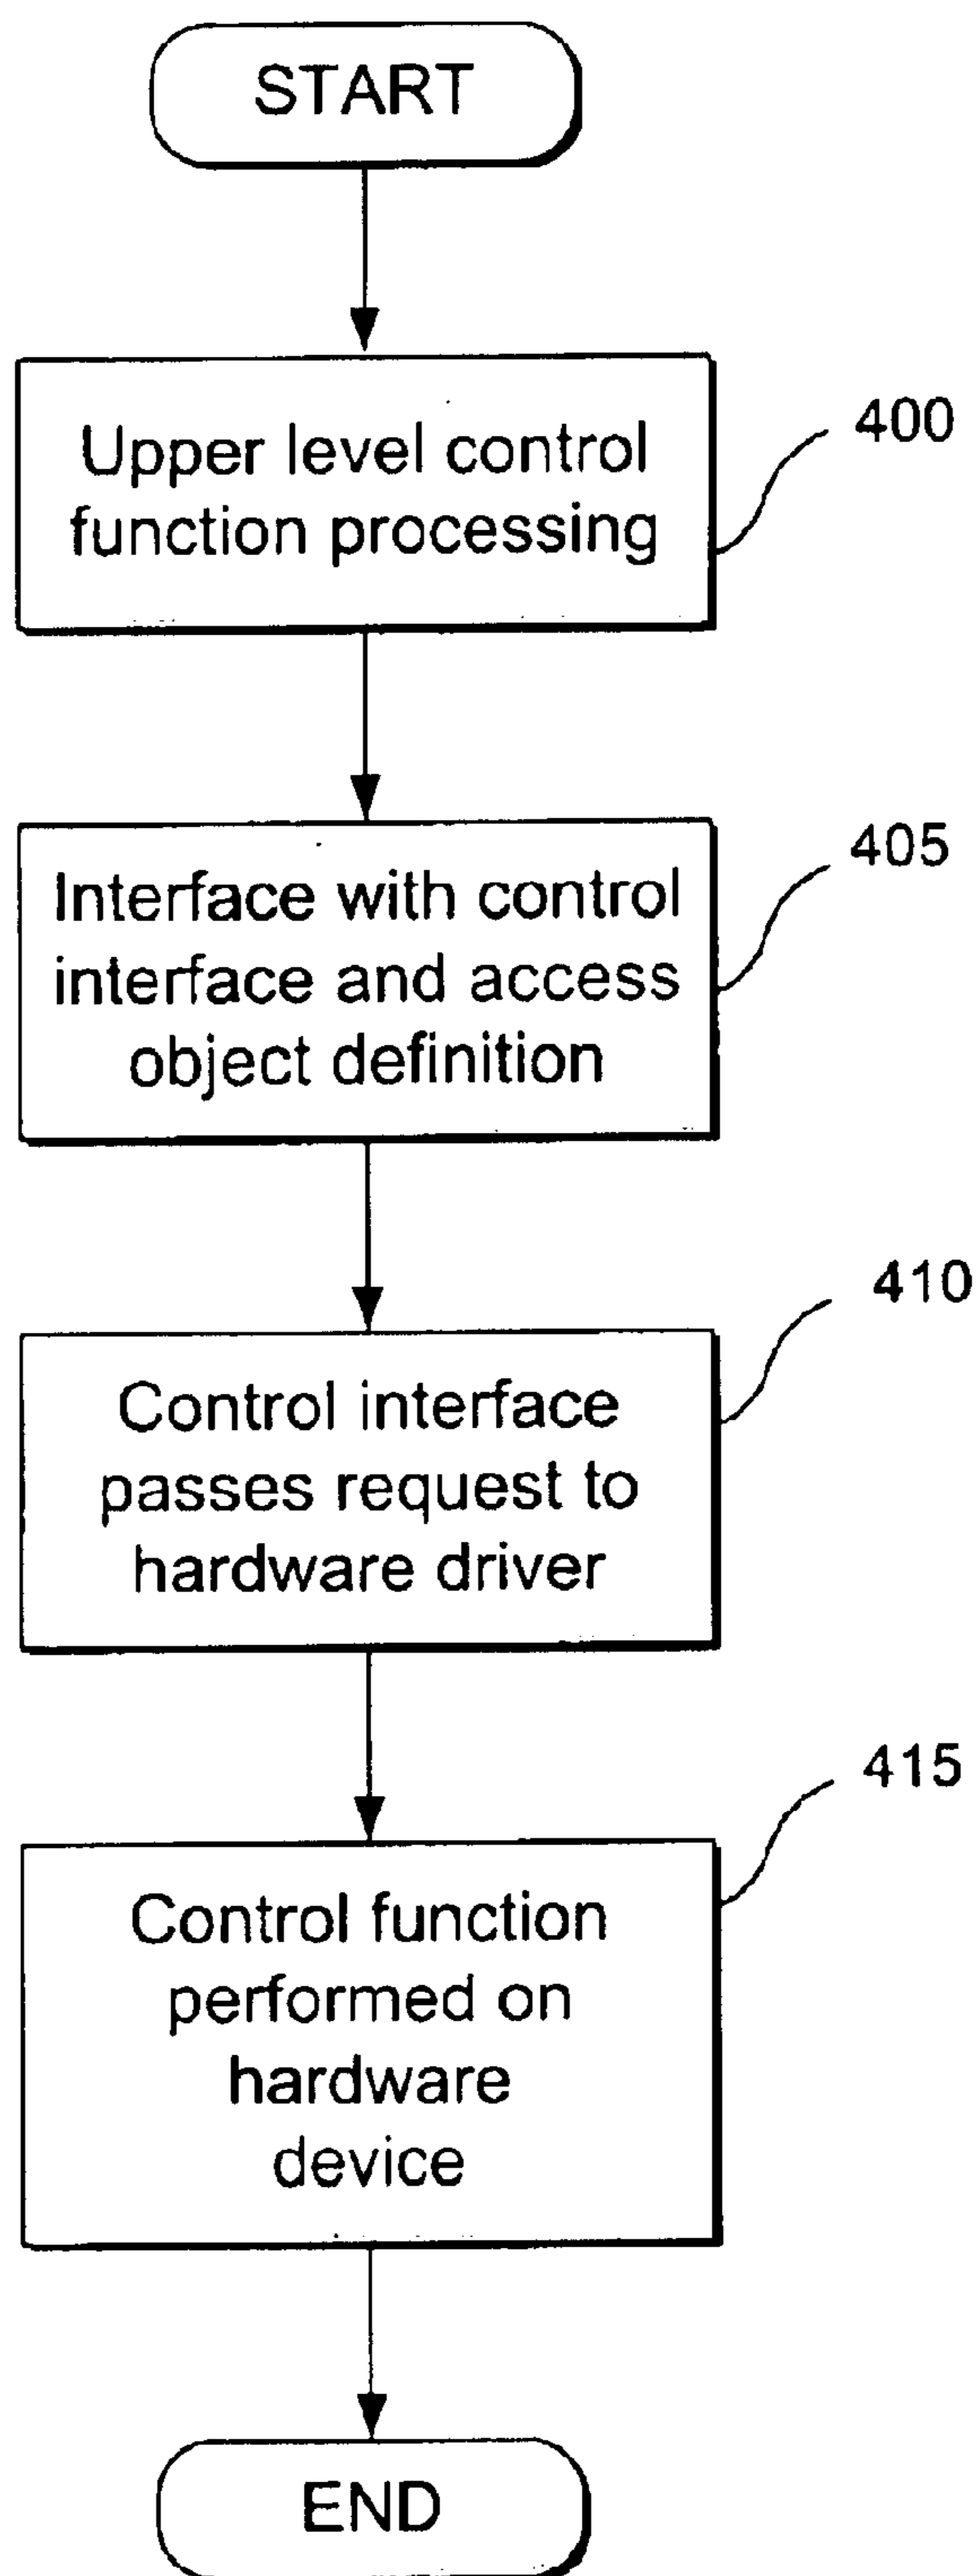 START
Upper level control
function processing
400
Interface with control
interface and access
object definition
405
Control interface
passes request to
hardware driver
410
Control function
performed on
hardware
device
415
END